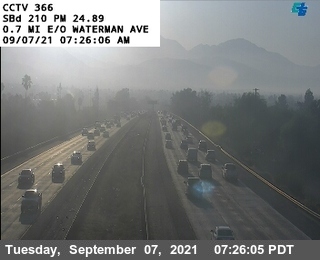 CCTV 366
SBd 210 PM 24.89
0.7 MI E/O WATERMAN AVE
09/07/21 07:26:06 AM
Tuesday, September 07, 2021 07:26:05 PDT